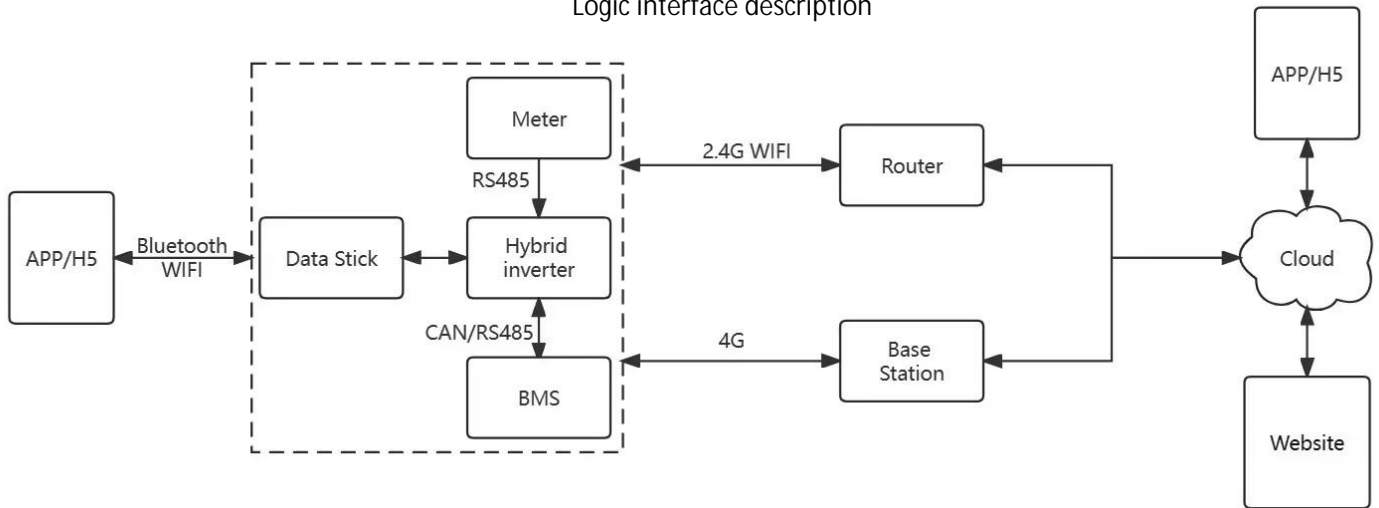 Logic interface description
APP/H5
Meter
2.4G WIFI
Router
RS485
Bluetooth
WIFI
APP/H5
Data Stick
Hybrid
inverter
Cloud
CAN/RS485
4G
Base
Station
BMS
Website